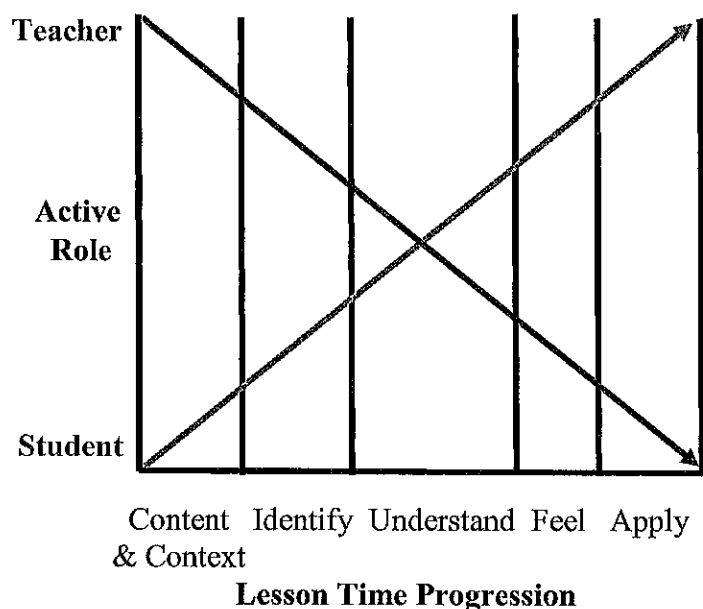 Teacher
Active
Role
Student
Content Identify Understand Feel Apply
& Context
Lesson Time Progression